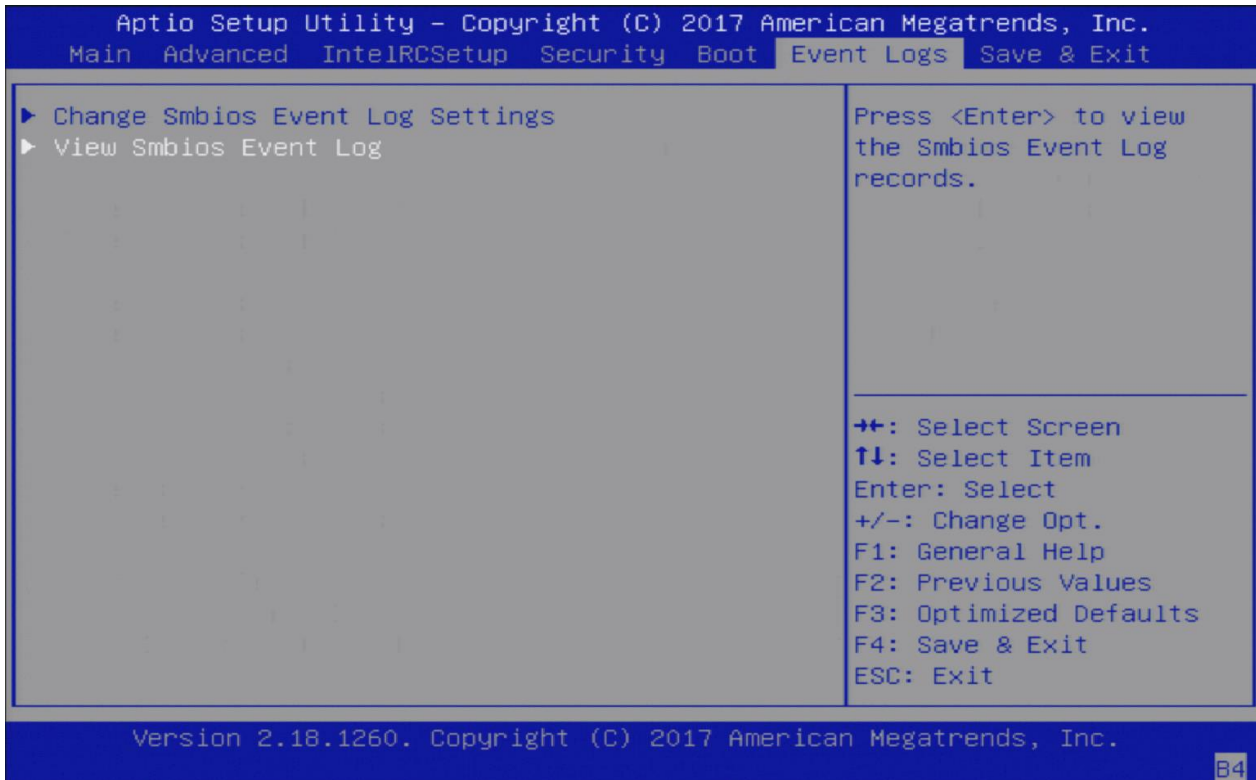 Aptio Setup Utility – Copyright (C) 2017 American Megatrends, Inc.
Main Advanced IntelRCSetup Security Boot Event Logs Save & Exit
▶ Change Smbios Event Log Settings
▶ View Smbios Event Log
Press <Enter> to view
the Smbios Event Log
records.
→←: Select Screen
↑↓: Select Item
Enter: Select
+/-: Change Opt.
F1: General Help
F2: Previous Values
F3: Optimized Defaults
F4: Save & Exit
ESC: Exit
Version 2.18.1260. Copyright (C) 2017 American Megatrends, Inc.
B4